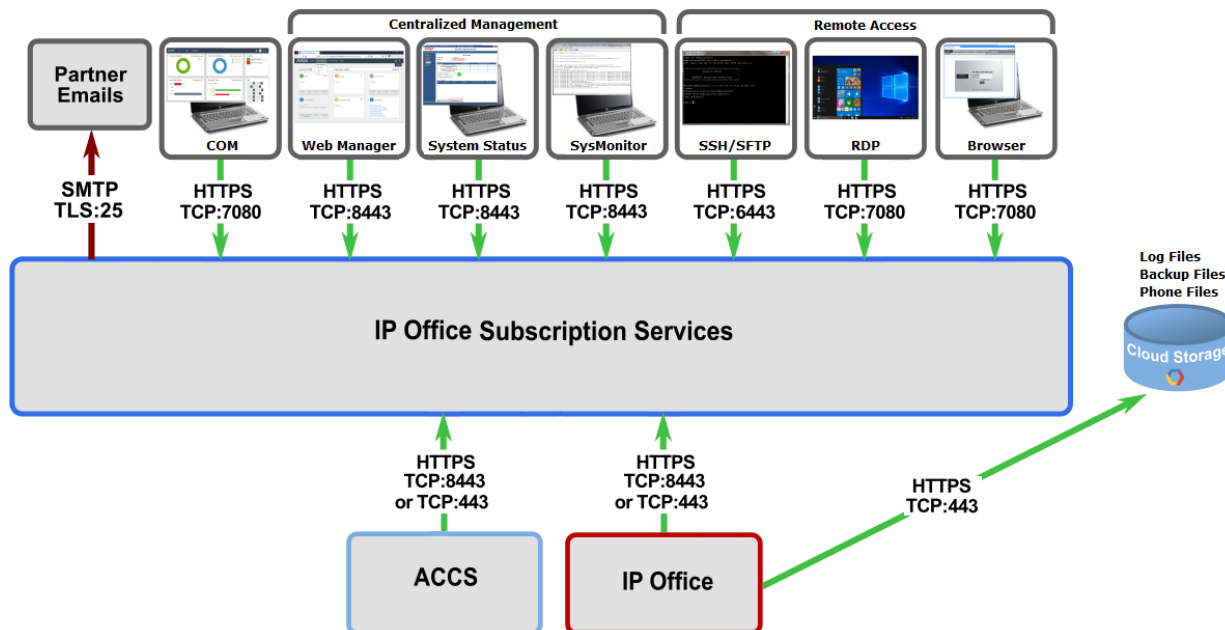 Centralized Management
Remote Access
Partner
Emails
COM
Web Manager
System Status
SysMonitor
SSH/SFTP
RDP
Browser
SMTP
TLS:25
HTTPS
TCP:7080
HTTPS
TCP:8443
HTTPS
TCP:8443
HTTPS
TCP:8443
HTTPS
TCP:6443
HTTPS
TCP:7080
HTTPS
TCP:7080
IP Office Subscription Services
Log Files
Backup Files
Phone Files
Cloud Storage
HTTPS
TCP:8443
or TCP:443
HTTPS
TCP:8443
or TCP:443
HTTPS
TCP:443
ACCS
IP Office